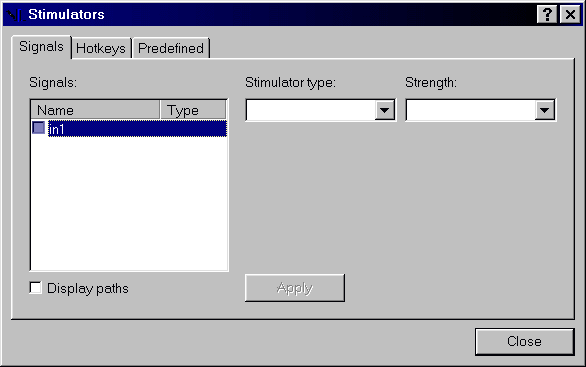 Stimulators
Signals Hotkeys Predefined
Signals: Stimulator type: Strength:
Name Type
in1
Display paths Apply
Close